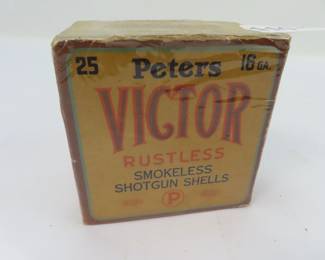 25 Peters 16 GA.
VICTOR
RUSTLESS
SMOKELESS
SHOTGUN SHELLS
P